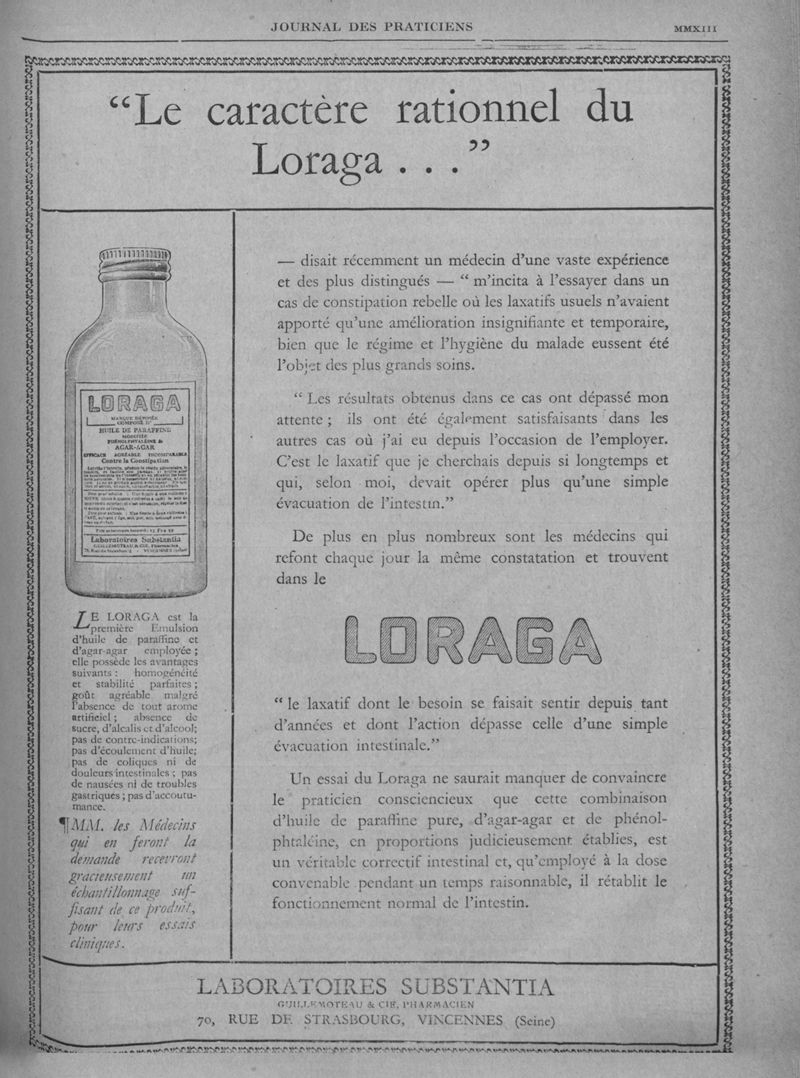 JOURNAL DES PRATICIENS
MMXIII
“Le caractère rationnel du
Loraga . . .”
LORAGA
MARQUE DÉPOSÉE
HUILE DE PARAFFINE
AGAR-AGAR
EFFICACE AGRÉABLE INCOMPARABLE
Contre la Constipation
Laboratoires Substantia
LE LORAGA est la
première Emulsion
d’huile de paraffine et
d’agar-agar employée ;
elle possède les avantages
suivants : homogénéité
et stabilité parfaites ;
goût agréable malgré
l’absence de tout arome
artificiel ; absence de
sucre, d’alcalis et d’alcool;
pas de contre-indications;
pas d’écoulement d’huile;
pas de coliques ni de
douleurs intestinales ; pas
de nausées ni de troubles
gastriques ; pas d’accoutu-
mance.
¶ MM. les Médecins
qui en feront la
demande recevront
gracieusement un
échantillonnage suf-
fisant de ce produit,
pour leurs essais
cliniques.
— disait récemment un médecin d’une vaste expérience
et des plus distingués — “ m’incita à l’essayer dans un
cas de constipation rebelle où les laxatifs usuels n’avaient
apporté qu’une amélioration insignifiante et temporaire,
bien que le régime et l’hygiène du malade eussent été
l’objet des plus grands soins.
“ Les résultats obtenus dans ce cas ont dépassé mon
attente ; ils ont été également satisfaisants dans les
autres cas où j’ai eu depuis l’occasion de l’employer.
C’est le laxatif que je cherchais depuis si longtemps et
qui, selon moi, devait opérer plus qu’une simple
évacuation de l’intestin.”
De plus en plus nombreux sont les médecins qui
refont chaque jour la même constatation et trouvent
dans le
LORAGA
“ le laxatif dont le besoin se faisait sentir depuis tant
d’années et dont l’action dépasse celle d’une simple
évacuation intestinale.”
Un essai du Loraga ne saurait manquer de convaincre
le praticien consciencieux que cette combinaison
d’huile de paraffine pure, d’agar-agar et de phénol-
phtaléine, en proportions judicieusement établies, est
un véritable correctif intestinal et, qu’employé à la dose
convenable pendant un temps raisonnable, il rétablit le
fonctionnement normal de l’intestin.
LABORATOIRES SUBSTANTIA
GUILLEMOTEAU & CIE, PHARMACIEN
70, RUE DE STRASBOURG, VINCENNES (Seine)